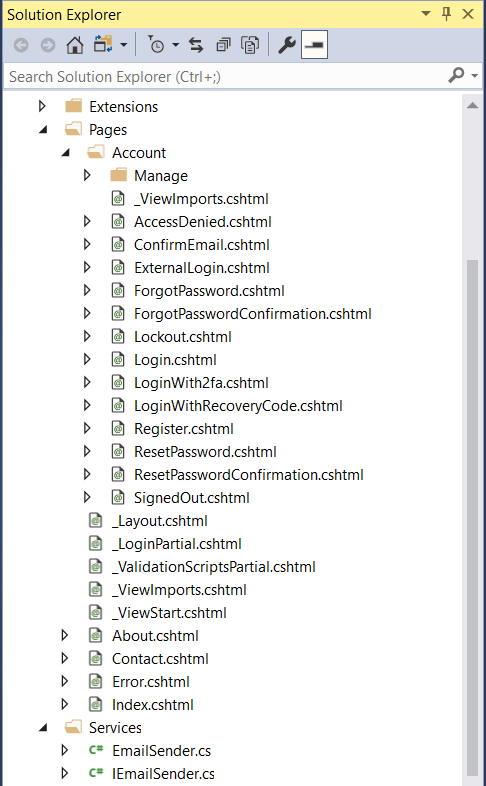 Solution Explorer
Search Solution Explorer (Ctrl+;)
Extensions
Pages
Account
Manage
_ViewImports.cshtml
AccessDenied.cshtml
ConfirmEmail.cshtml
ExternalLogin.cshtml
ForgotPassword.cshtml
ForgotPasswordConfirmation.cshtml
Lockout.cshtml
Login.cshtml
LoginWith2fa.cshtml
LoginWithRecoveryCode.cshtml
Register.cshtml
ResetPassword.cshtml
ResetPasswordConfirmation.cshtml
SignedOut.cshtml
_Layout.cshtml
_LoginPartial.cshtml
_ValidationScriptsPartial.cshtml
_ViewImports.cshtml
_ViewStart.cshtml
About.cshtml
Contact.cshtml
Error.cshtml
Index.cshtml
Services
C# EmailSender.cs
C# IEmailSender.cs